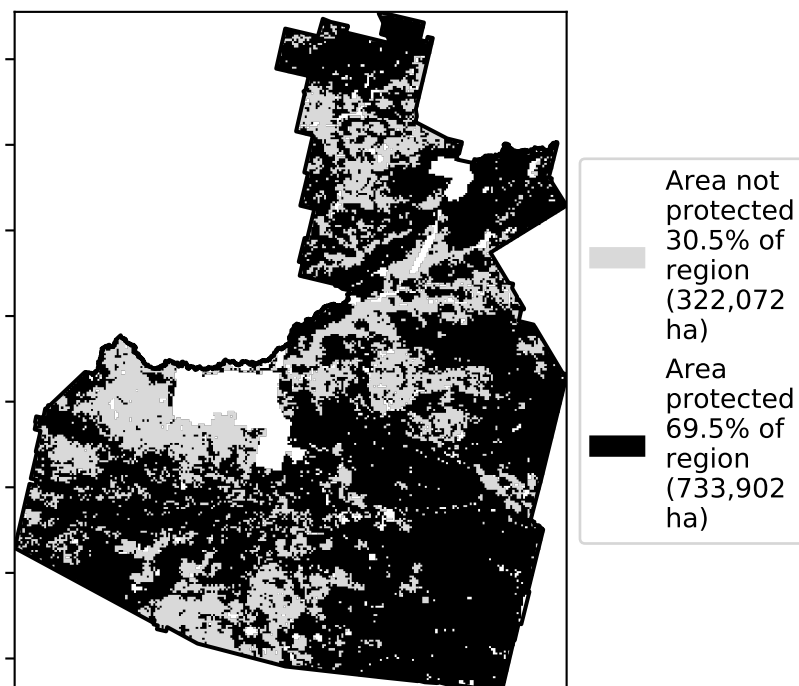 Area not
protected
30.5% of
region
(322,072
ha)
Area
protected
69.5% of
region
(733,902
ha)